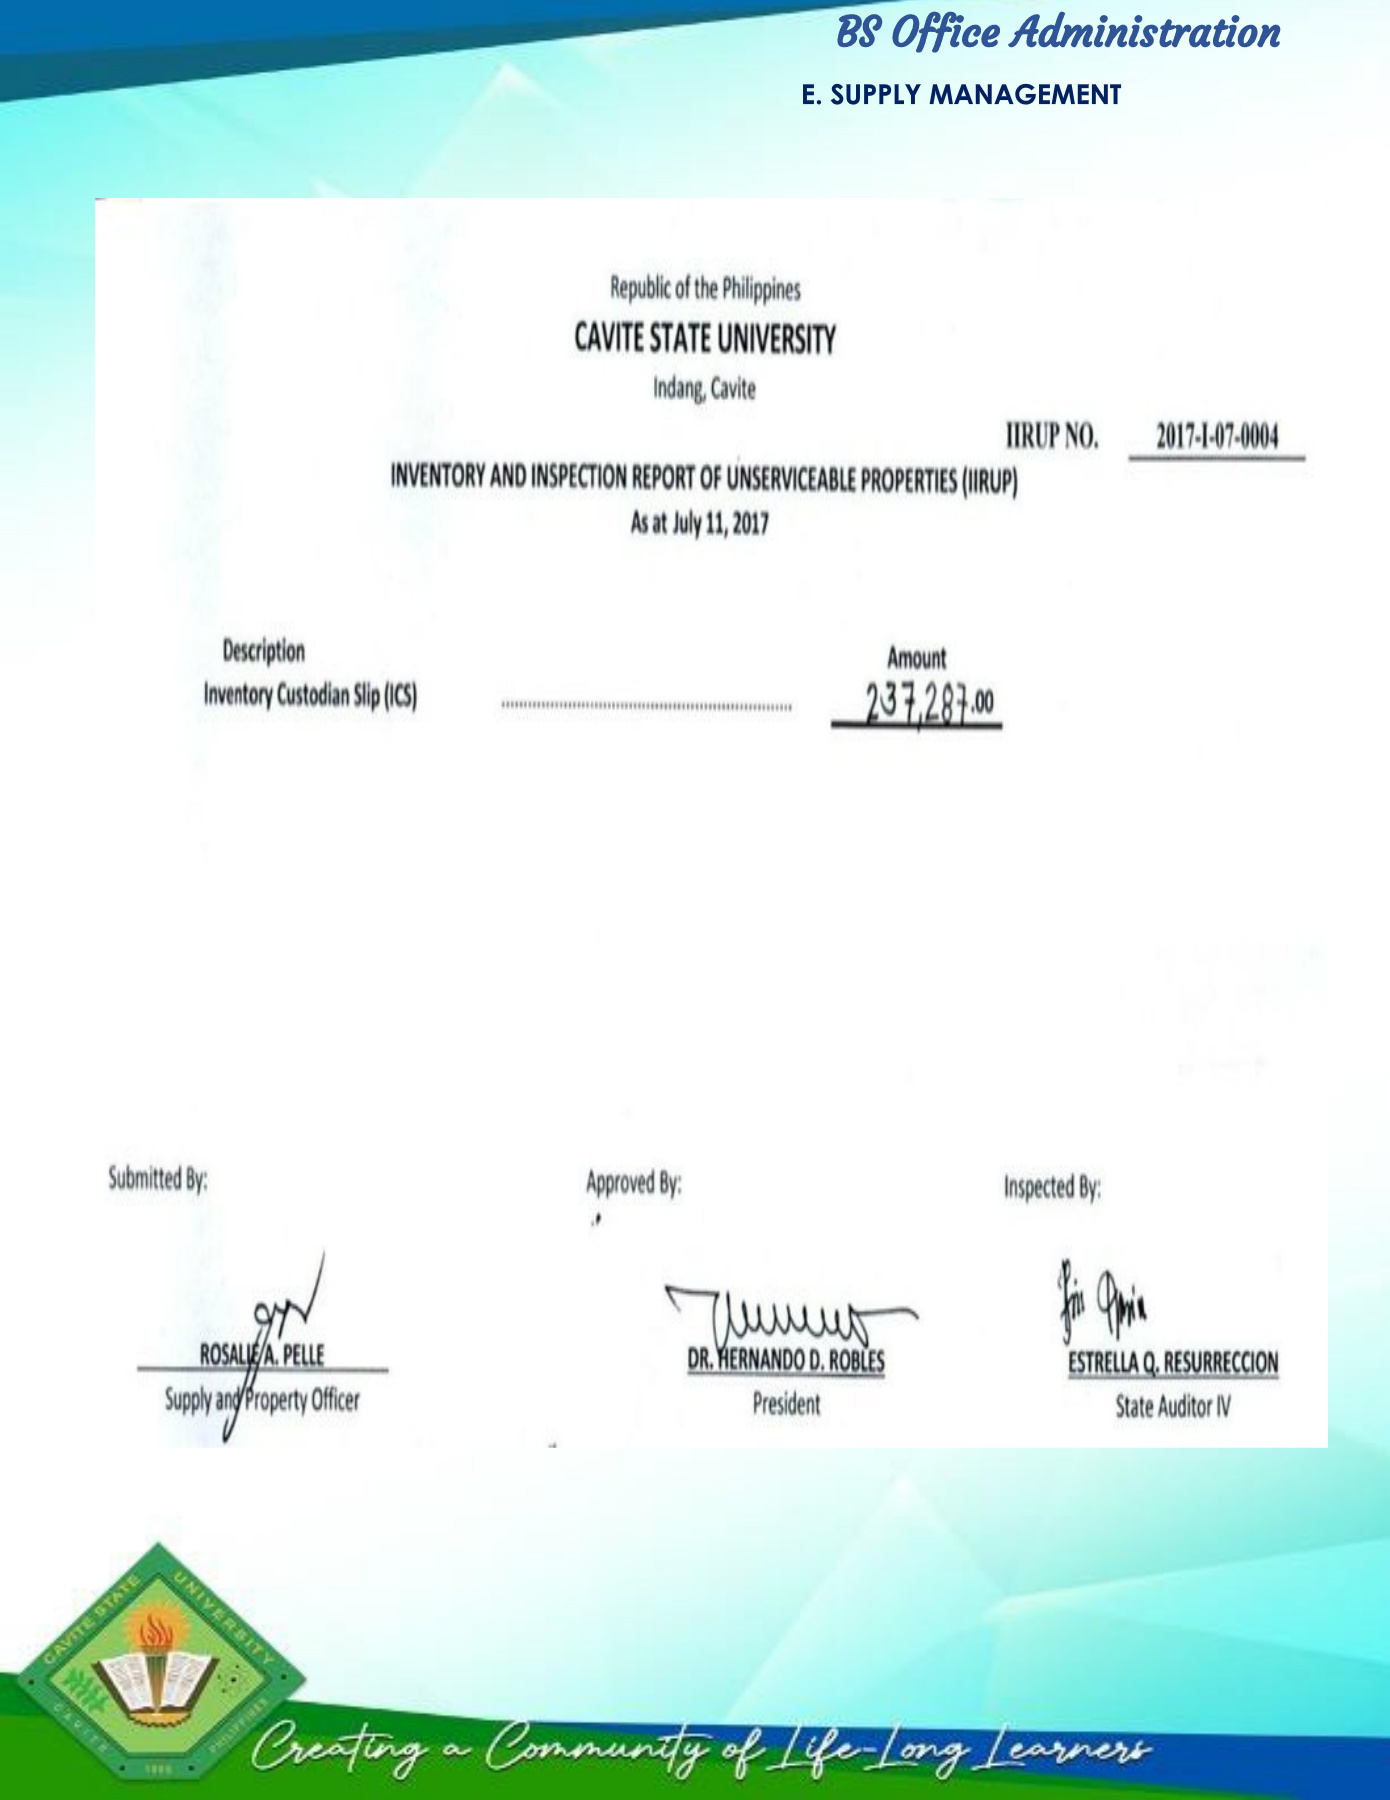 BS Office Administration
E. SUPPLY MANAGEMENT
Republic of the Philippines
CAVITE STATE UNIVERSITY
Indang, Cavite
IIRUP NO. 2017-I-07-0004
INVENTORY AND INSPECTION REPORT OF UNSERVICEABLE PROPERTIES (IIRUP)
As at July 11, 2017
Description Amount
Inventory Custodian Slip (ICS) ........................................ 237,287.00
Submitted By: Approved By: Inspected By:
ROSALIE A. PELLE DR. HERNANDO D. ROBLES ESTRELLA Q. RESURRECCION
Supply and Property Officer President State Auditor IV
CAVITE STATE UNIVERSITY
CAVITE PHILIPPINES
1906
Creating a Community of Life-Long Learners